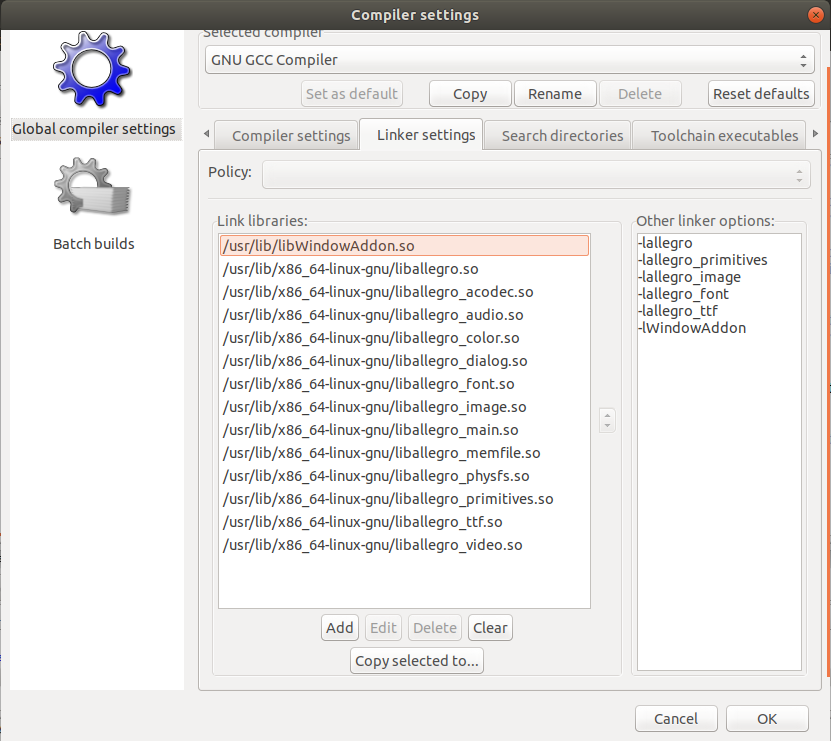 Compiler settings
Selected compiler
GNU GCC Compiler
Set as default
Copy
Rename
Delete
Reset defaults
Global compiler settings
Batch builds
Compiler settings
Linker settings
Search directories
Toolchain executables
Policy:
Link libraries:
/usr/lib/libWindowAddon.so
/usr/lib/x86_64-linux-gnu/liballegro.so
/usr/lib/x86_64-linux-gnu/liballegro_acodec.so
/usr/lib/x86_64-linux-gnu/liballegro_audio.so
/usr/lib/x86_64-linux-gnu/liballegro_color.so
/usr/lib/x86_64-linux-gnu/liballegro_dialog.so
/usr/lib/x86_64-linux-gnu/liballegro_font.so
/usr/lib/x86_64-linux-gnu/liballegro_image.so
/usr/lib/x86_64-linux-gnu/liballegro_main.so
/usr/lib/x86_64-linux-gnu/liballegro_memfile.so
/usr/lib/x86_64-linux-gnu/liballegro_physfs.so
/usr/lib/x86_64-linux-gnu/liballegro_primitives.so
/usr/lib/x86_64-linux-gnu/liballegro_ttf.so
/usr/lib/x86_64-linux-gnu/liballegro_video.so
Add
Edit
Delete
Clear
Copy selected to...
Other linker options:
-lallegro
-lallegro_primitives
-lallegro_image
-lallegro_font
-lallegro_ttf
-lWindowAddon
Cancel
OK